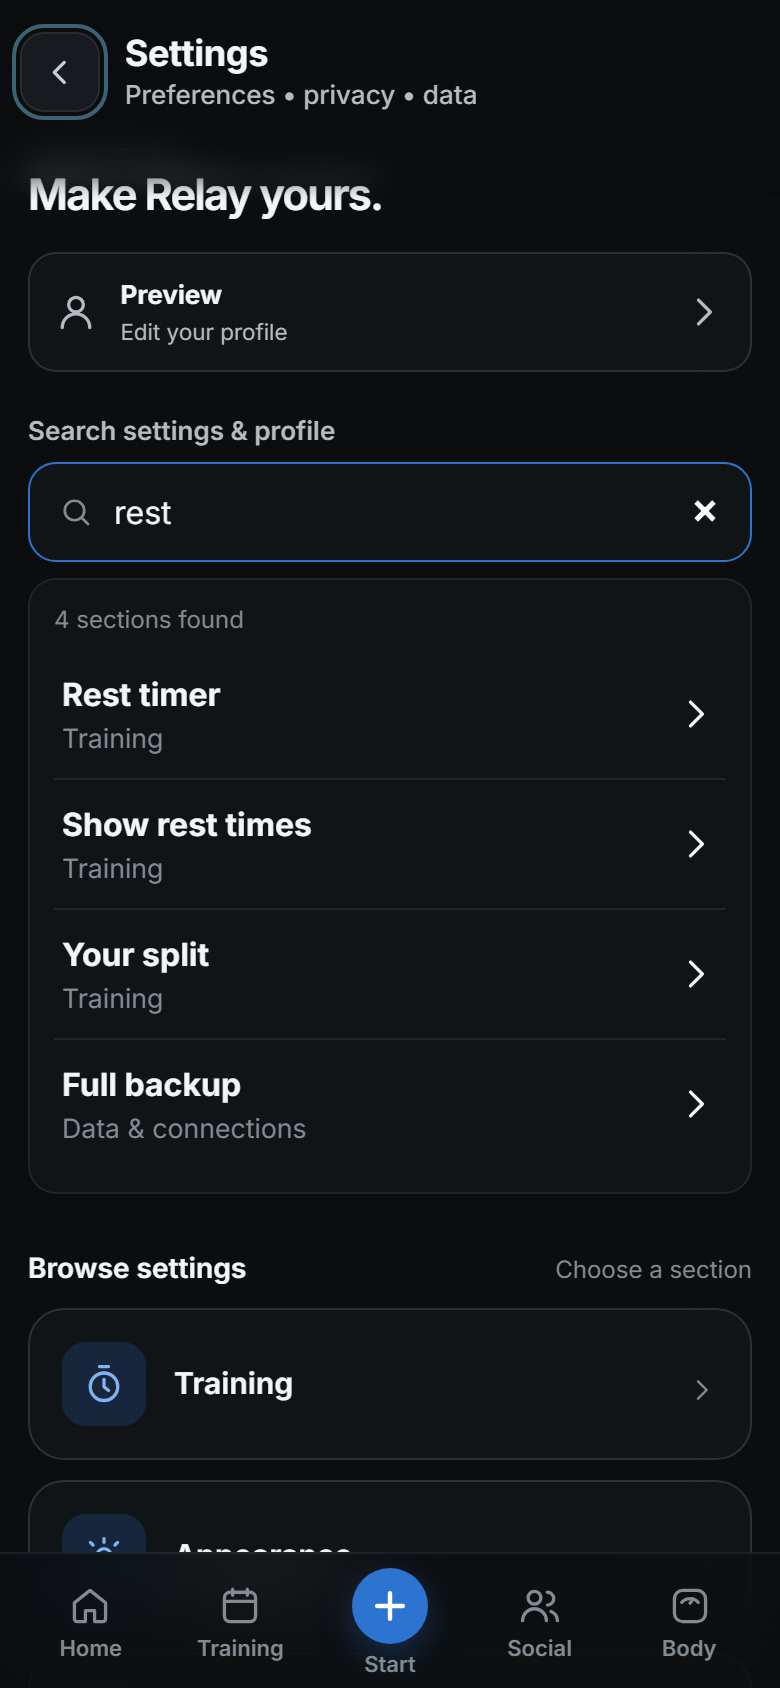 Settings
Preferences • privacy • data
Make Relay yours.
Preview
Edit your profile
Search settings & profile
rest
4 sections found
Rest timer
Training
Show rest times
Training
Your split
Training
Full backup
Data & connections
Browse settings
Choose a section
Training
Appearance
Home
Training
Start
Social
Body